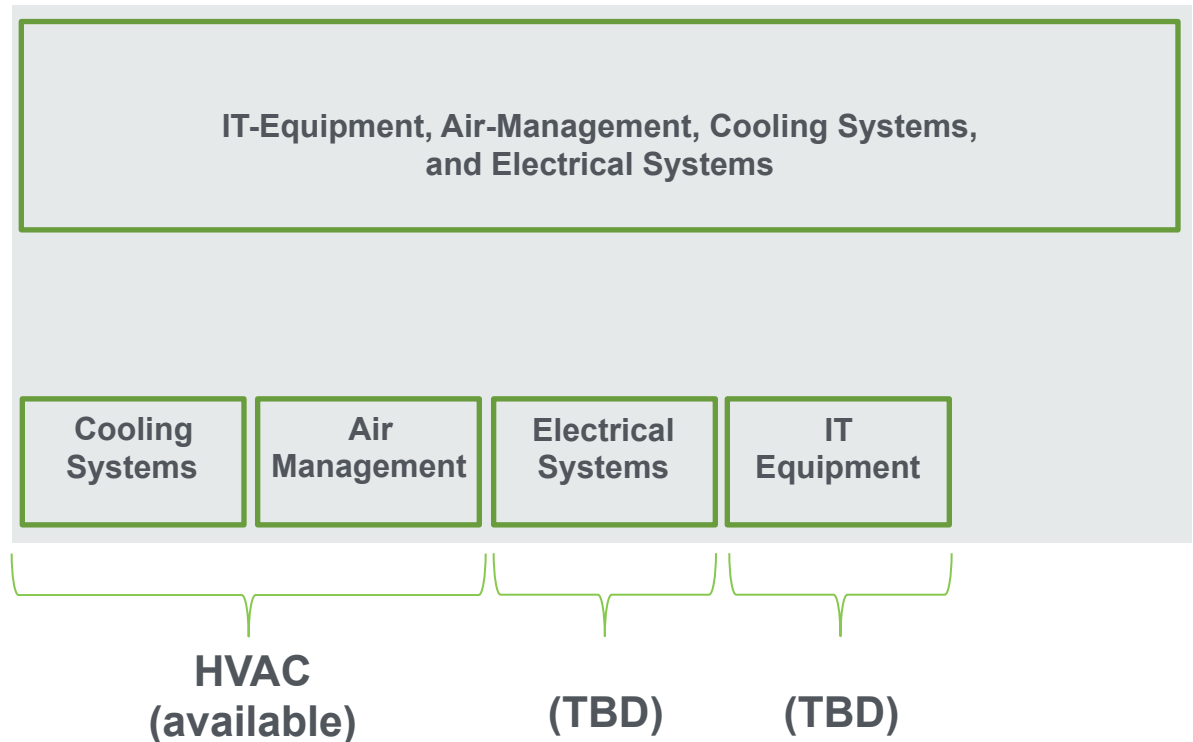 IT-Equipment, Air-Management, Cooling Systems,
and Electrical Systems
Cooling
Systems
Air
Management
Electrical
Systems
IT
Equipment
HVAC
(available)
(TBD)
(TBD)